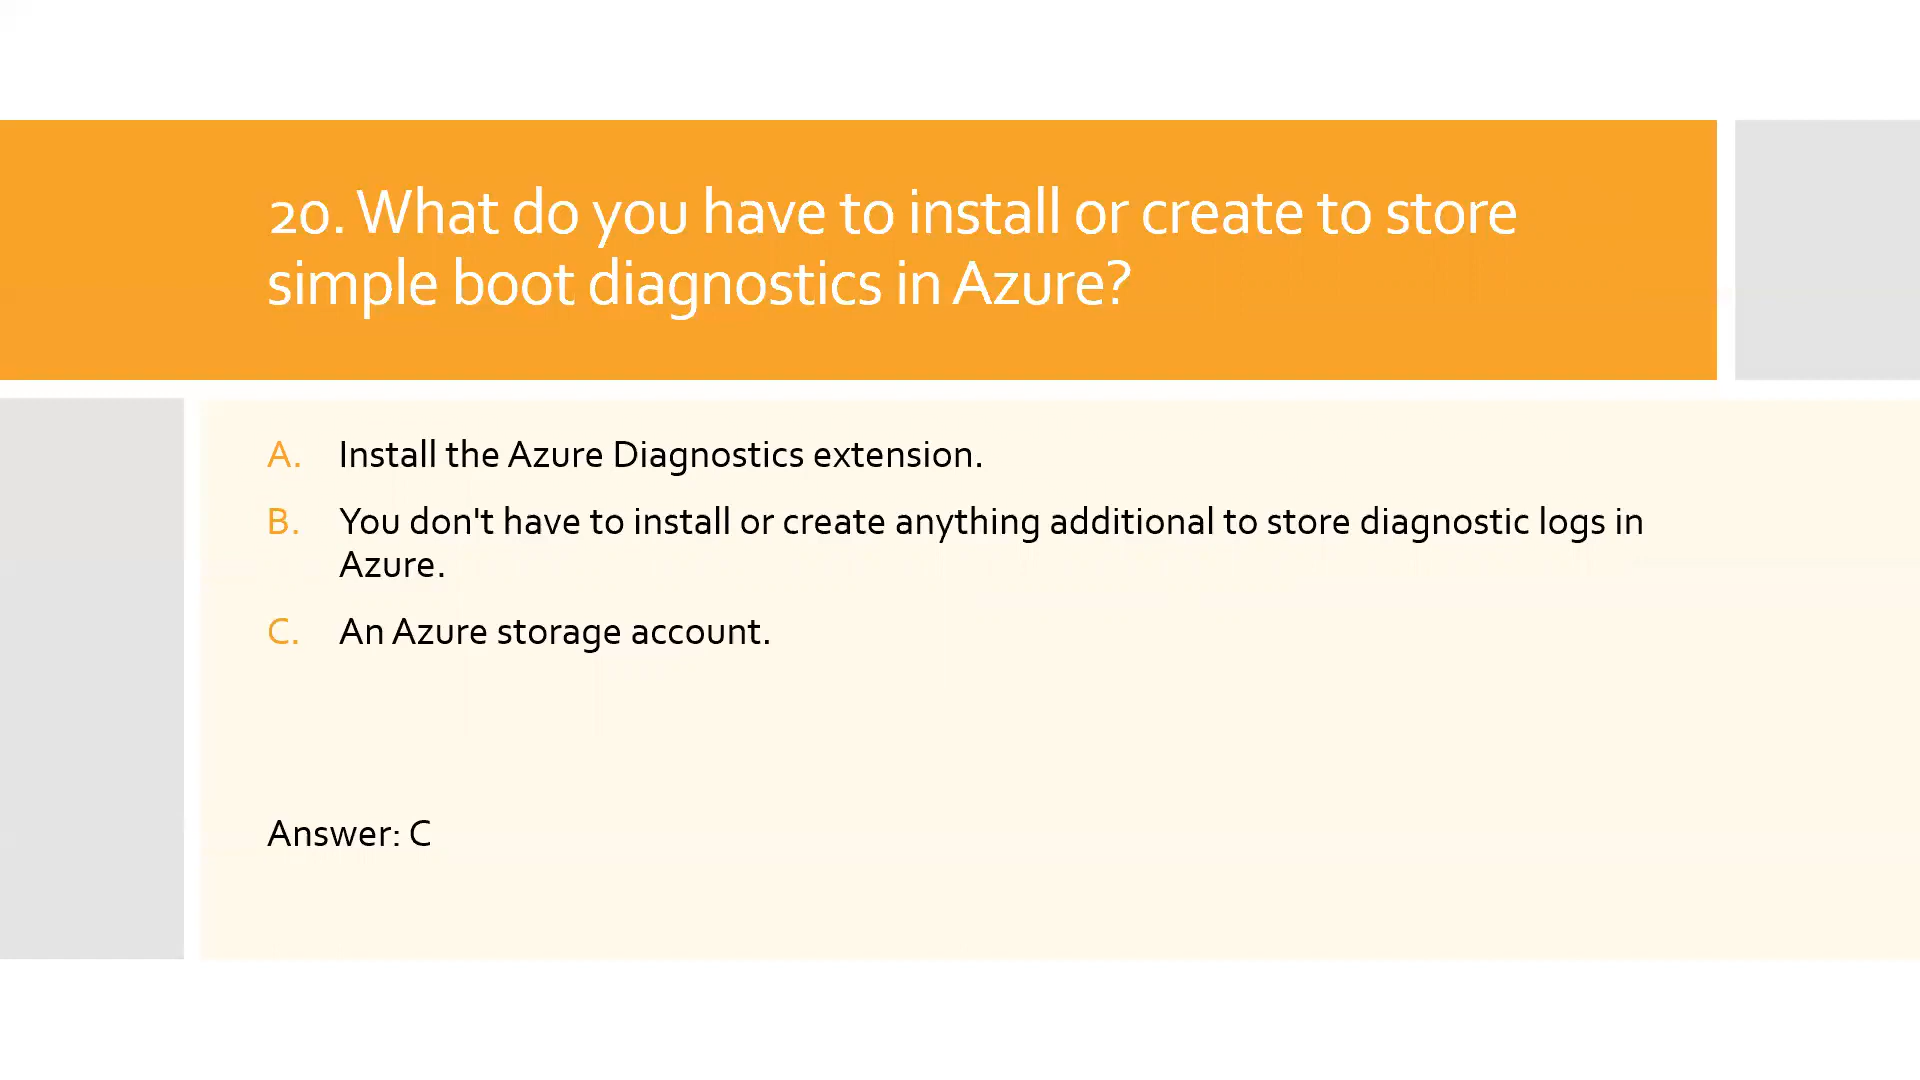 20. What do you have to install or create to store
simple boot diagnostics in Azure?
A. Install the Azure Diagnostics extension.
B. You don't have to install or create anything additional to store diagnostic logs in
Azure.
C. An Azure storage account.
Answer: C